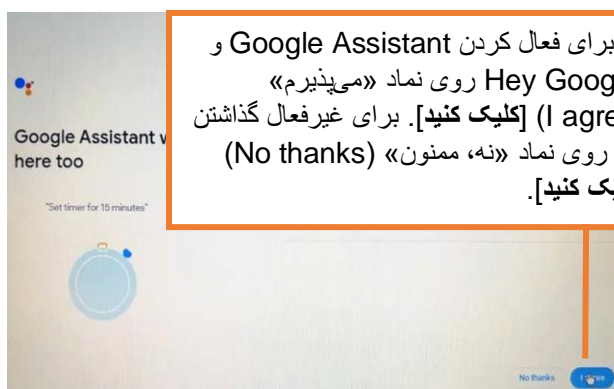 برای فعال کردن Google Assistant و
Hey روی نماد «می‌پذیرم»
I) [کلیک کنید]. برای غیرفعال گذاشتن
روی نماد «نه، ممنون» (No thanks)
کنید].
Google Assistant
here too
"Set timer for 15 minutes"
No thanks